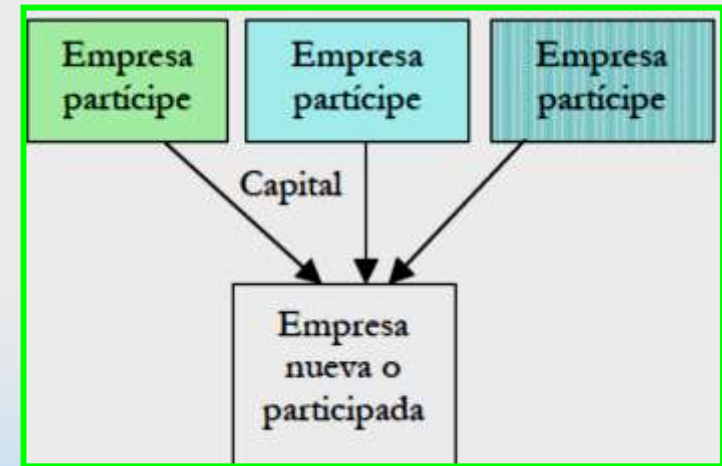 Empresa
partícipe
Empresa
partícipe
Empresa
partícipe
Capital
Empresa
nueva o
participada